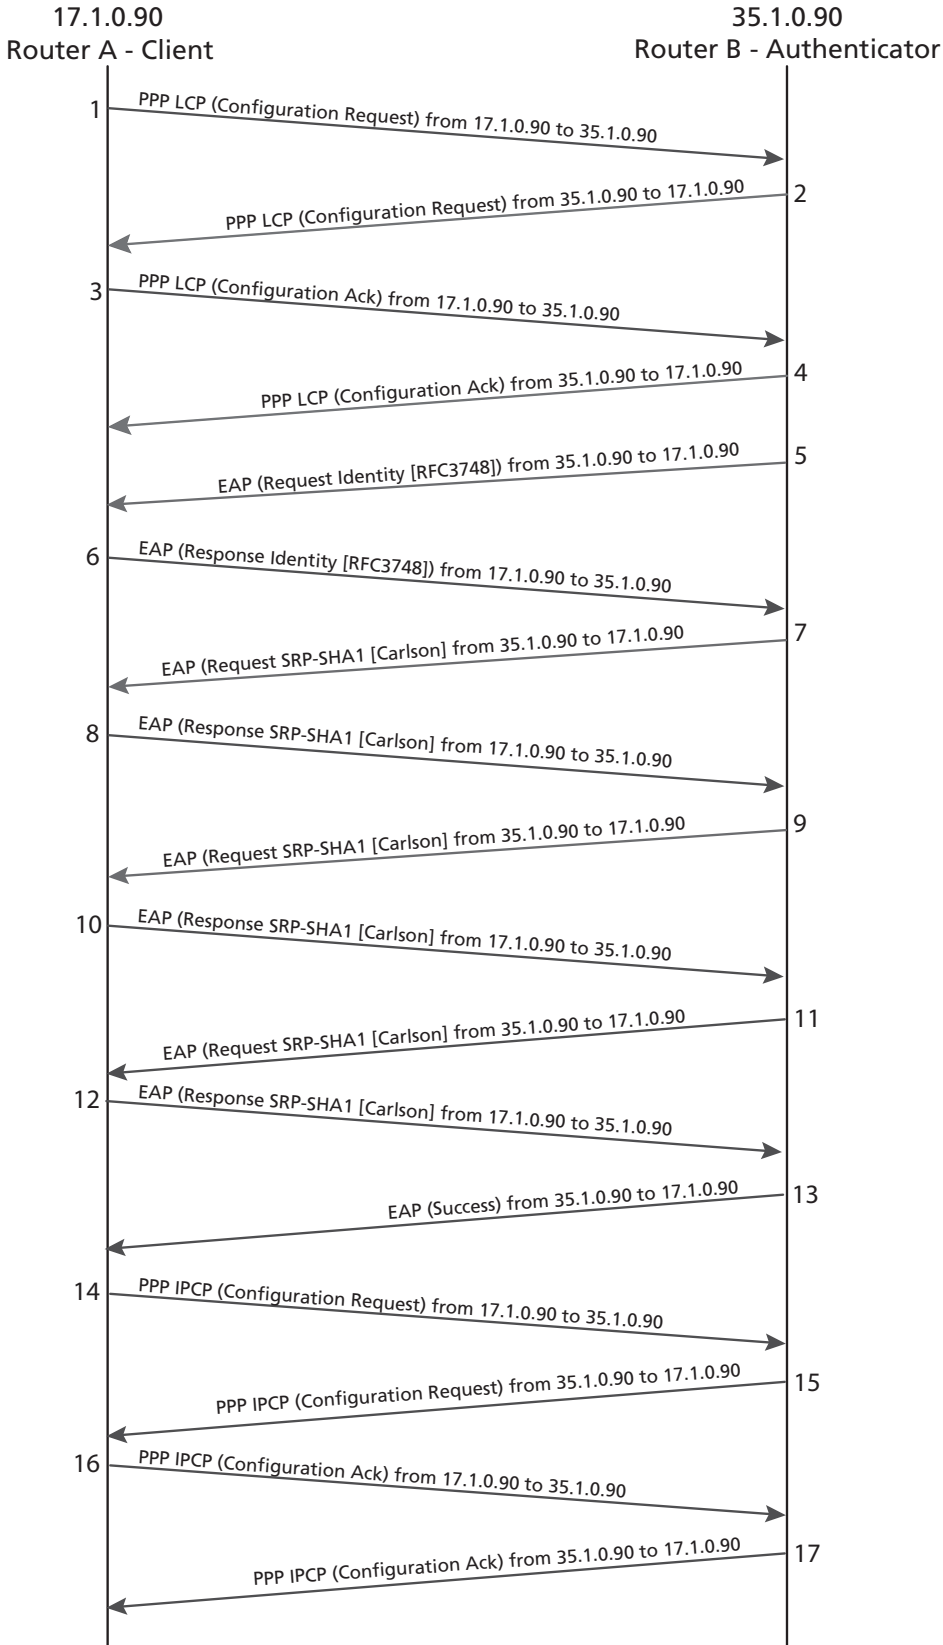 17.1.0.90
Router A - Client
35.1.0.90
Router B - Authenticator
1
PPP LCP (Configuration Request) from 17.1.0.90 to 35.1.0.90
PPP LCP (Configuration Request) from 35.1.0.90 to 17.1.0.90
2
3
PPP LCP (Configuration Ack) from 17.1.0.90 to 35.1.0.90
PPP LCP (Configuration Ack) from 35.1.0.90 to 17.1.0.90
4
EAP (Request Identity [RFC3748]) from 35.1.0.90 to 17.1.0.90
5
6
EAP (Response Identity [RFC3748]) from 17.1.0.90 to 35.1.0.90
EAP (Request SRP-SHA1 [Carlson] from 35.1.0.90 to 17.1.0.90
7
8
EAP (Response SRP-SHA1 [Carlson] from 17.1.0.90 to 35.1.0.90
EAP (Request SRP-SHA1 [Carlson] from 35.1.0.90 to 17.1.0.90
9
10
EAP (Response SRP-SHA1 [Carlson] from 17.1.0.90 to 35.1.0.90
EAP (Request SRP-SHA1 [Carlson] from 35.1.0.90 to 17.1.0.90
11
12
EAP (Response SRP-SHA1 [Carlson] from 17.1.0.90 to 35.1.0.90
EAP (Success) from 35.1.0.90 to 17.1.0.90
13
14
PPP IPCP (Configuration Request) from 17.1.0.90 to 35.1.0.90
PPP IPCP (Configuration Request) from 35.1.0.90 to 17.1.0.90
15
16
PPP IPCP (Configuration Ack) from 17.1.0.90 to 35.1.0.90
PPP IPCP (Configuration Ack) from 35.1.0.90 to 17.1.0.90
17